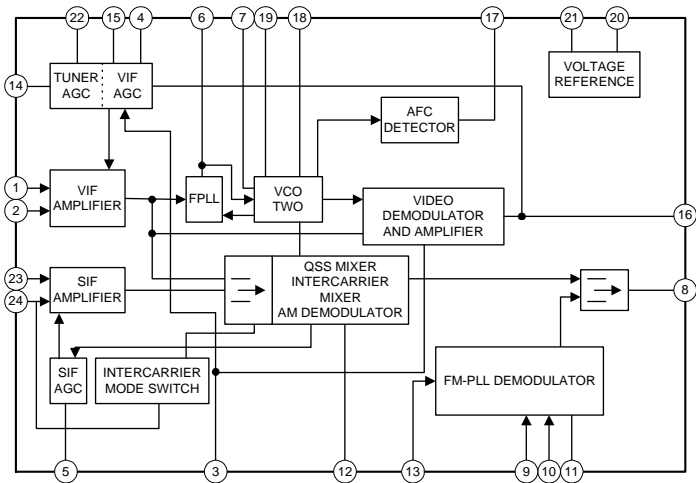 22 15 4 6 7 19 18 17 21 20
14
TUNER VIF
AGC AGC
VOLTAGE
REFERENCE
AFC
DETECTOR
1
2
VIF
AMPLIFIER
FPLL
VCO
TWO
VIDEO
DEMODULATOR
AND AMPLIFIER
16
23
24
SIF
AMPLIFIER
QSS MIXER
INTERCARRIER
MIXER
AM DEMODULATOR
8
SIF
AGC
INTERCARRIER
MODE SWITCH
FM-PLL DEMODULATOR
5 3 12 13 9 10 11